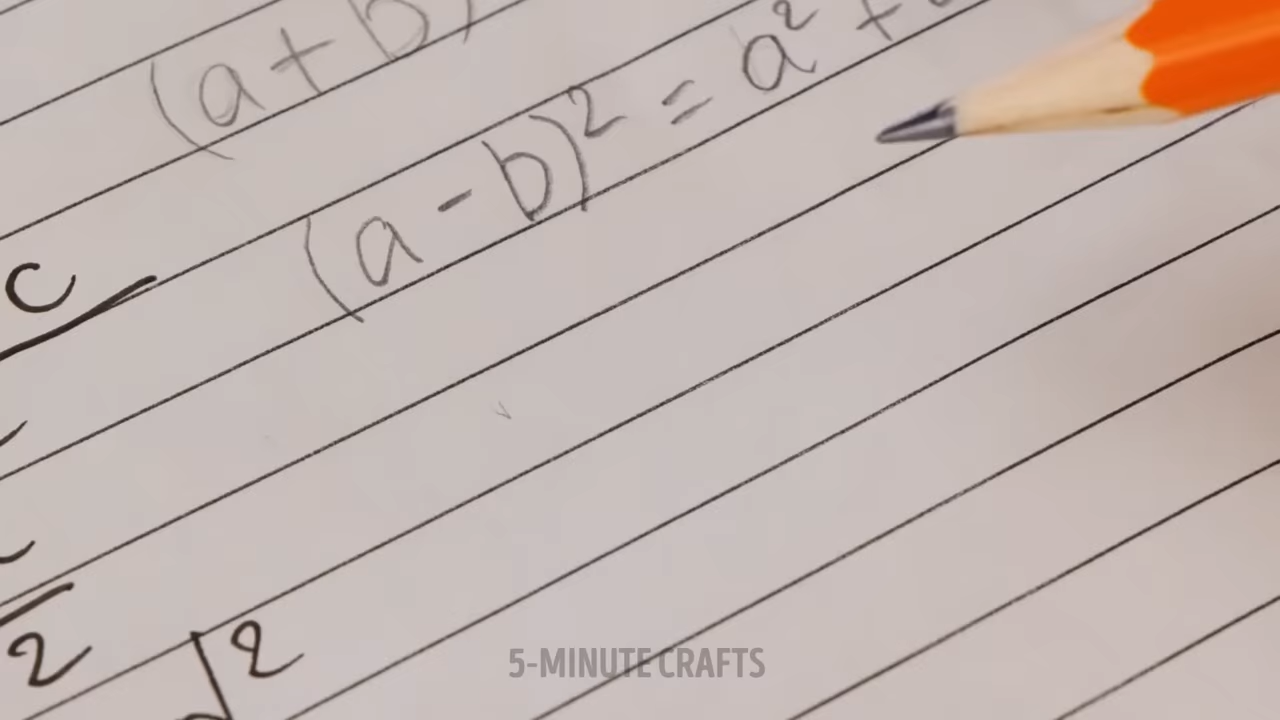 (a + b)
(a - b)² = a² +
c
2
2
5-MINUTE CRAFTS